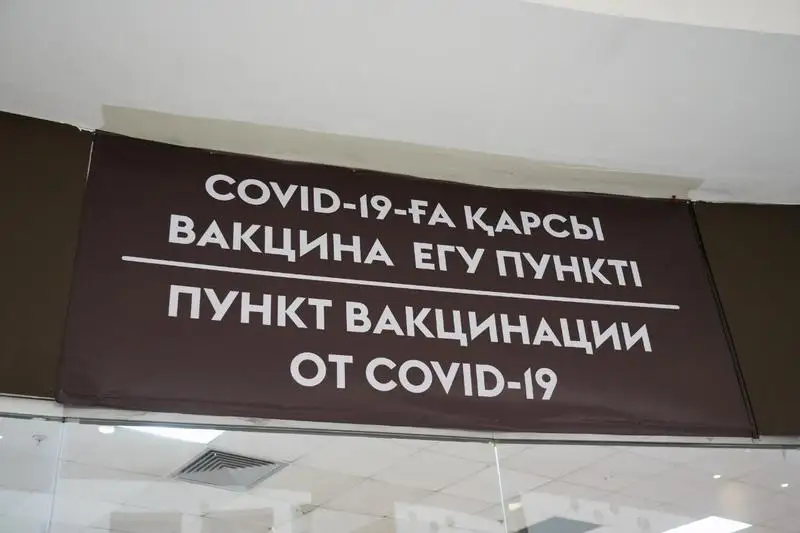 COVID-19-ҒА ҚАРСЫ
ВАКЦИНА ЕГУ ПУНКТІ
ПУНКТ ВАКЦИНАЦИИ
ОТ COVID-19